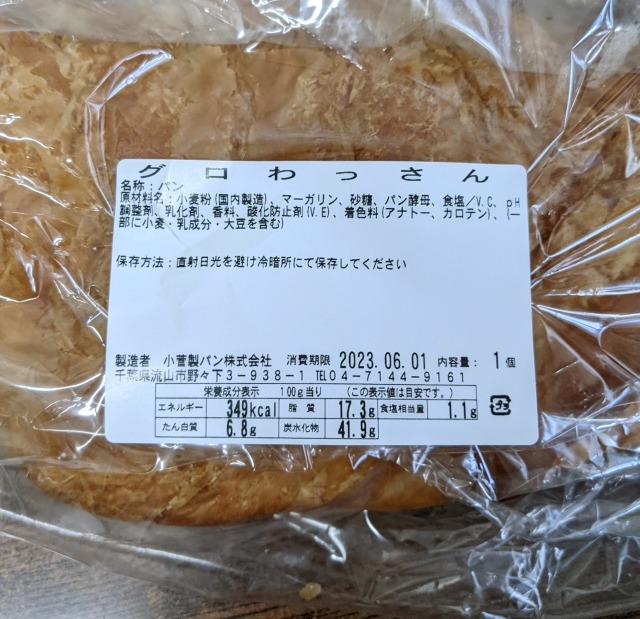 グロわっさん
名称：パン
原材料名：小麦粉(国内製造)、マーガリン、砂糖、パン酵母、食塩／V.C、pH
調整剤、乳化剤、香料、酸化防止剤(V.E)、着色料(アナトー、カロテン)、(一
部に小麦・乳成分・大豆を含む)
保存方法：直射日光を避け冷暗所にて保存してください
製造者 小菅製パン株式会社 消費期限 2023.06.01 内容量： 1 個
千葉県流山市野々下3－938－1 TEL04－7144－9161
栄養成分表示 100g当り (この表示値は目安です。)
エネルギー 349kcal 脂質 17.3g 食塩相当量 1.1g
たん白質 6.8g 炭水化物 41.9g
プラ